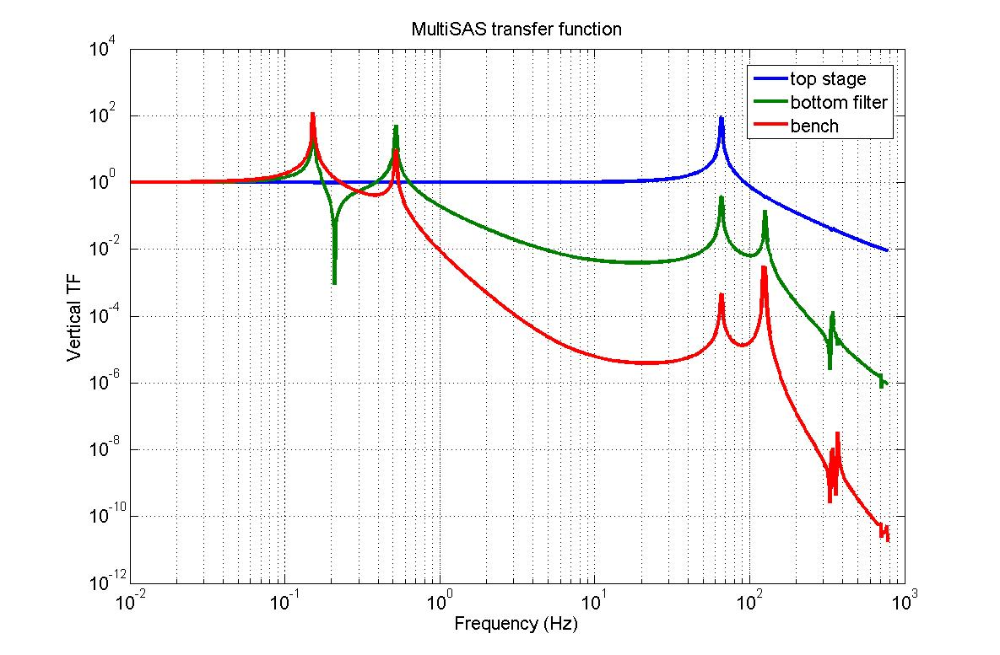 MultiSAS transfer function
10^4
10^2
10^0
10^-2
10^-4
10^-6
10^-8
10^-10
10^-12
Vertical TF
top stage
bottom filter
bench
10^-2 10^-1 10^0 10^1 10^2 10^3
Frequency (Hz)